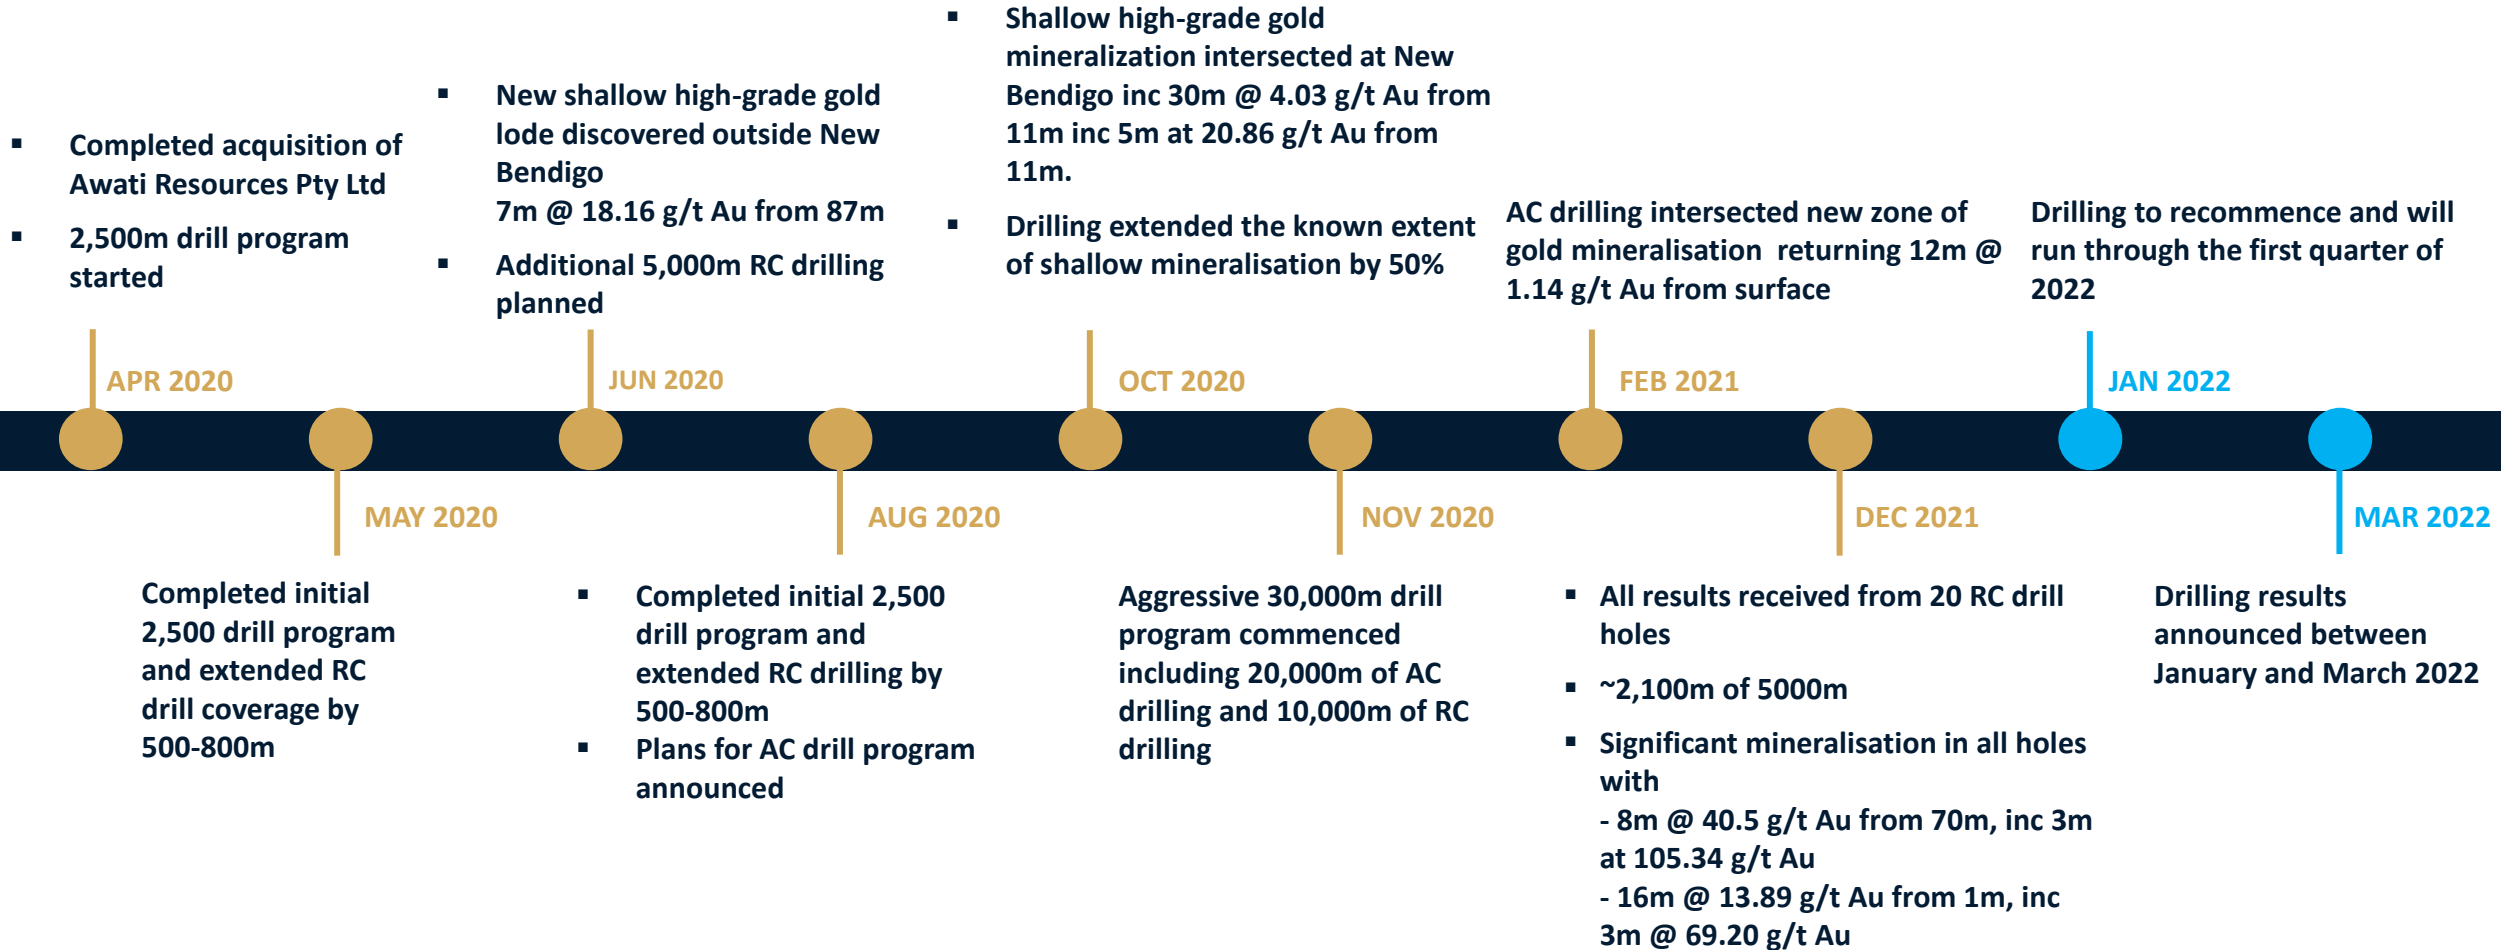 ▪ Completed acquisition of
Awati Resources Pty Ltd
▪ 2,500m drill program
started
APR 2020
MAY 2020
Completed initial
2,500 drill program
and extended RC
drill coverage by
500-800m
▪ New shallow high-grade gold
lode discovered outside New
Bendigo
7m @ 18.16 g/t Au from 87m
▪ Additional 5,000m RC drilling
planned
JUN 2020
AUG 2020
▪ Completed initial 2,500
drill program and
extended RC drilling by
500-800m
▪ Plans for AC drill program
announced
▪ Shallow high-grade gold
mineralization intersected at New
Bendigo inc 30m @ 4.03 g/t Au from
11m inc 5m at 20.86 g/t Au from
11m.
▪ Drilling extended the known extent
of shallow mineralisation by 50%
OCT 2020
NOV 2020
Aggressive 30,000m drill
program commenced
including 20,000m of AC
drilling and 10,000m of RC
drilling
AC drilling intersected new zone of
gold mineralisation returning 12m @
1.14 g/t Au from surface
FEB 2021
DEC 2021
▪ All results received from 20 RC drill
holes
▪ ~2,100m of 5000m
▪ Significant mineralisation in all holes
with
- 8m @ 40.5 g/t Au from 70m, inc 3m
at 105.34 g/t Au
- 16m @ 13.89 g/t Au from 1m, inc
3m @ 69.20 g/t Au
Drilling to recommence and will
run through the first quarter of
2022
JAN 2022
MAR 2022
Drilling results
announced between
January and March 2022